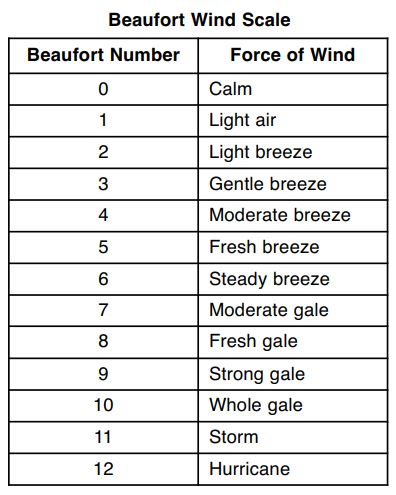 Beaufort Wind Scale
Beaufort Number Force of Wind
0 Calm
1 Light air
2 Light breeze
3 Gentle breeze
4 Moderate breeze
5 Fresh breeze
6 Steady breeze
7 Moderate gale
8 Fresh gale
9 Strong gale
10 Whole gale
11 Storm
12 Hurricane